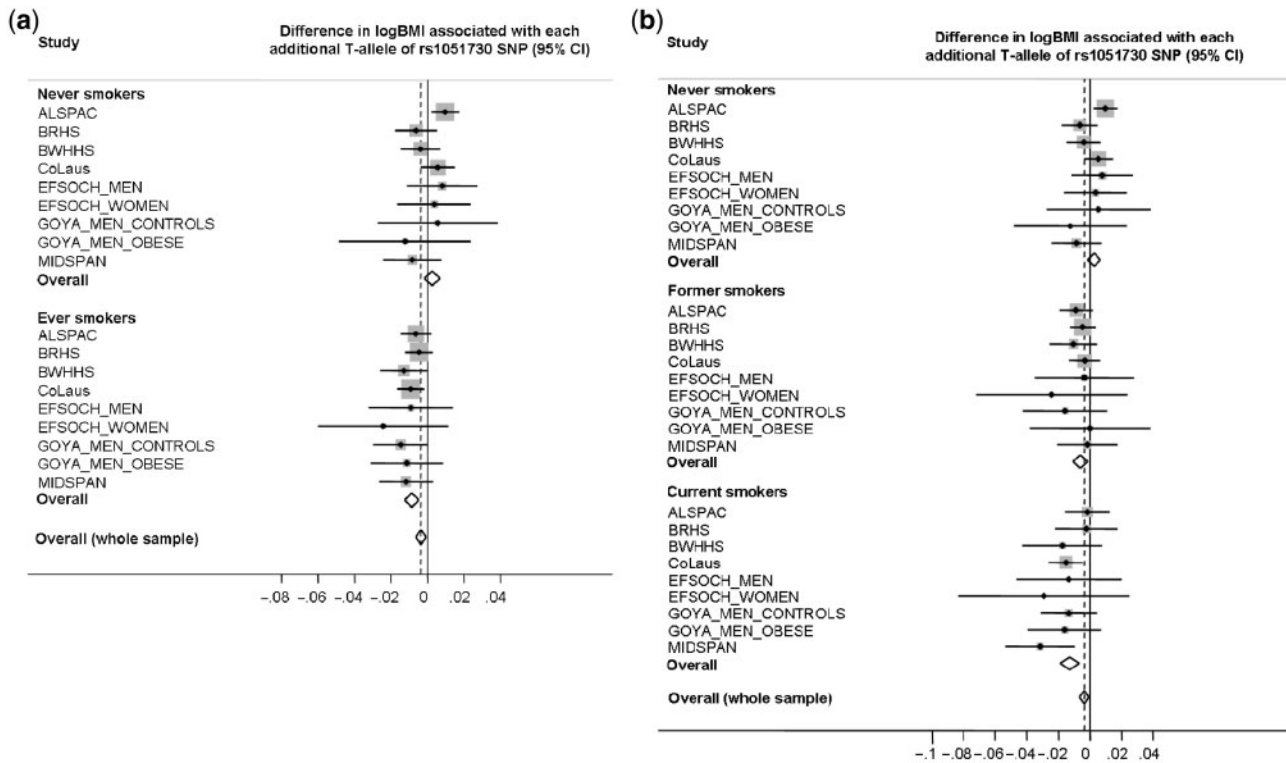 (a)
Study
Difference in logBMI associated with each
additional T-allele of rs1051730 SNP (95% CI)
Never smokers
ALSPAC
BRHS
BWHHS
CoLaus
EFSOCH_MEN
EFSOCH_WOMEN
GOYA_MEN_CONTROLS
GOYA_MEN_OBESE
MIDSPAN
Overall
Ever smokers
ALSPAC
BRHS
BWHHS
CoLaus
EFSOCH_MEN
EFSOCH_WOMEN
GOYA_MEN_CONTROLS
GOYA_MEN_OBESE
MIDSPAN
Overall
Overall (whole sample)
-.08 -.06 -.04 -.02 0 .02 .04
(b)
Study
Difference in logBMI associated with each
additional T-allele of rs1051730 SNP (95% CI)
Never smokers
ALSPAC
BRHS
BWHHS
CoLaus
EFSOCH_MEN
EFSOCH_WOMEN
GOYA_MEN_CONTROLS
GOYA_MEN_OBESE
MIDSPAN
Overall
Former smokers
ALSPAC
BRHS
BWHHS
CoLaus
EFSOCH_MEN
EFSOCH_WOMEN
GOYA_MEN_CONTROLS
GOYA_MEN_OBESE
MIDSPAN
Overall
Current smokers
ALSPAC
BRHS
BWHHS
CoLaus
EFSOCH_MEN
EFSOCH_WOMEN
GOYA_MEN_CONTROLS
GOYA_MEN_OBESE
MIDSPAN
Overall
Overall (whole sample)
-.1 -.08 -.06 -.04 -.02 0 .02 .04